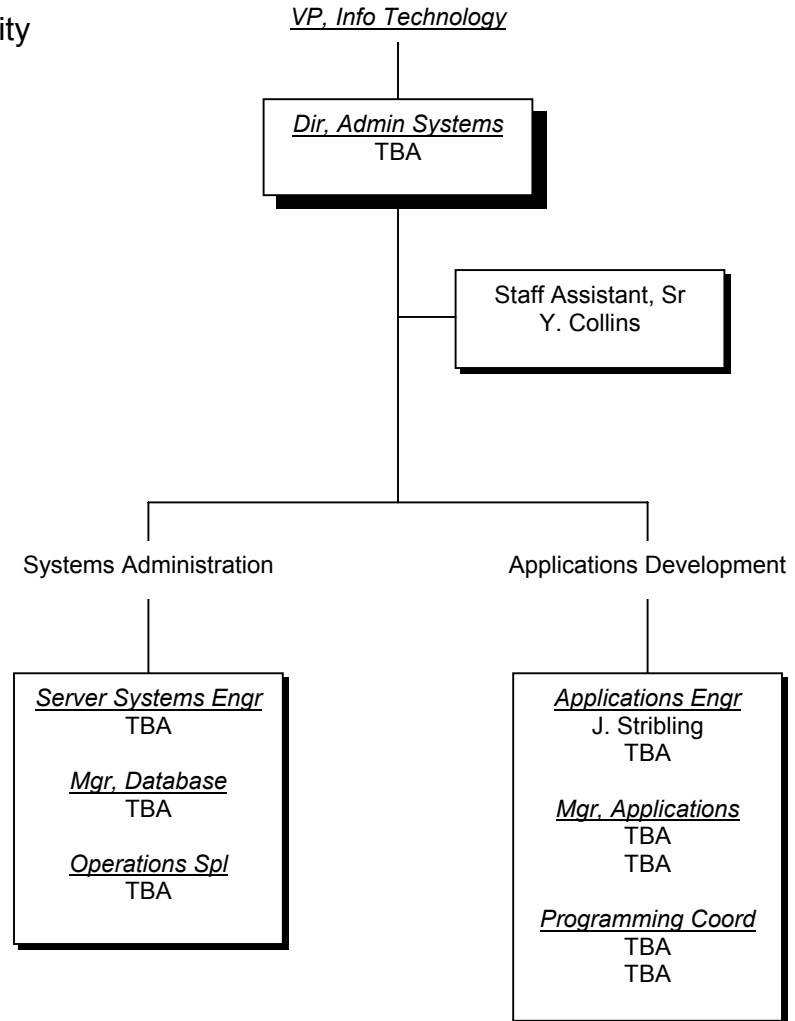 VP, Info Technology
Dir, Admin Systems
TBA
Staff Assistant, Sr
Y. Collins
Systems Administration
Applications Development
Server Systems Engr
TBA
Mgr, Database
TBA
Operations Spl
TBA
Applications Engr
J. Stribling
TBA
Mgr, Applications
TBA
TBA
Programming Coord
TBA
TBA